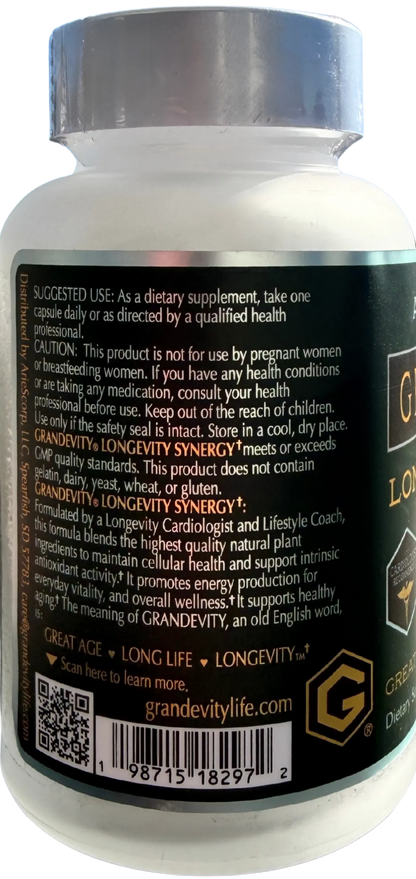 SUGGESTED USE: As a dietary supplement, take one
capsule daily or as directed by a qualified health
professional.
CAUTION: This product is not for use by pregnant women
or breastfeeding women. If you have any health conditions
or are taking any medication, consult your health
professional before use. Keep out of the reach of children.
Use only if the safety seal is intact. Store in a cool, dry place.
GRANDEVITY® LONGEVITY SYNERGY† meets or exceeds
GMP quality standards. This product does not contain
gelatin, dairy, yeast, wheat, or gluten.
GRANDEVITY® LONGEVITY SYNERGY†:
Formulated by a Longevity Cardiologist and Lifestyle Coach,
this formula blends the highest quality natural plant
ingredients to maintain cellular health and support intrinsic
antioxidant activity.† It promotes energy production for
everyday vitality, and overall wellness.† It supports healthy
aging† The meaning of GRANDEVITY, an old English word,
is:
GREAT AGE ♥ LONG LIFE ♥ LONGEVITY™†
▼ Scan here to learn more.
grandevitylife.com
1 98715 18297 2
G®
Distributed by LLC, Spearfish, SD 57783,
LON
GREA
Dietary